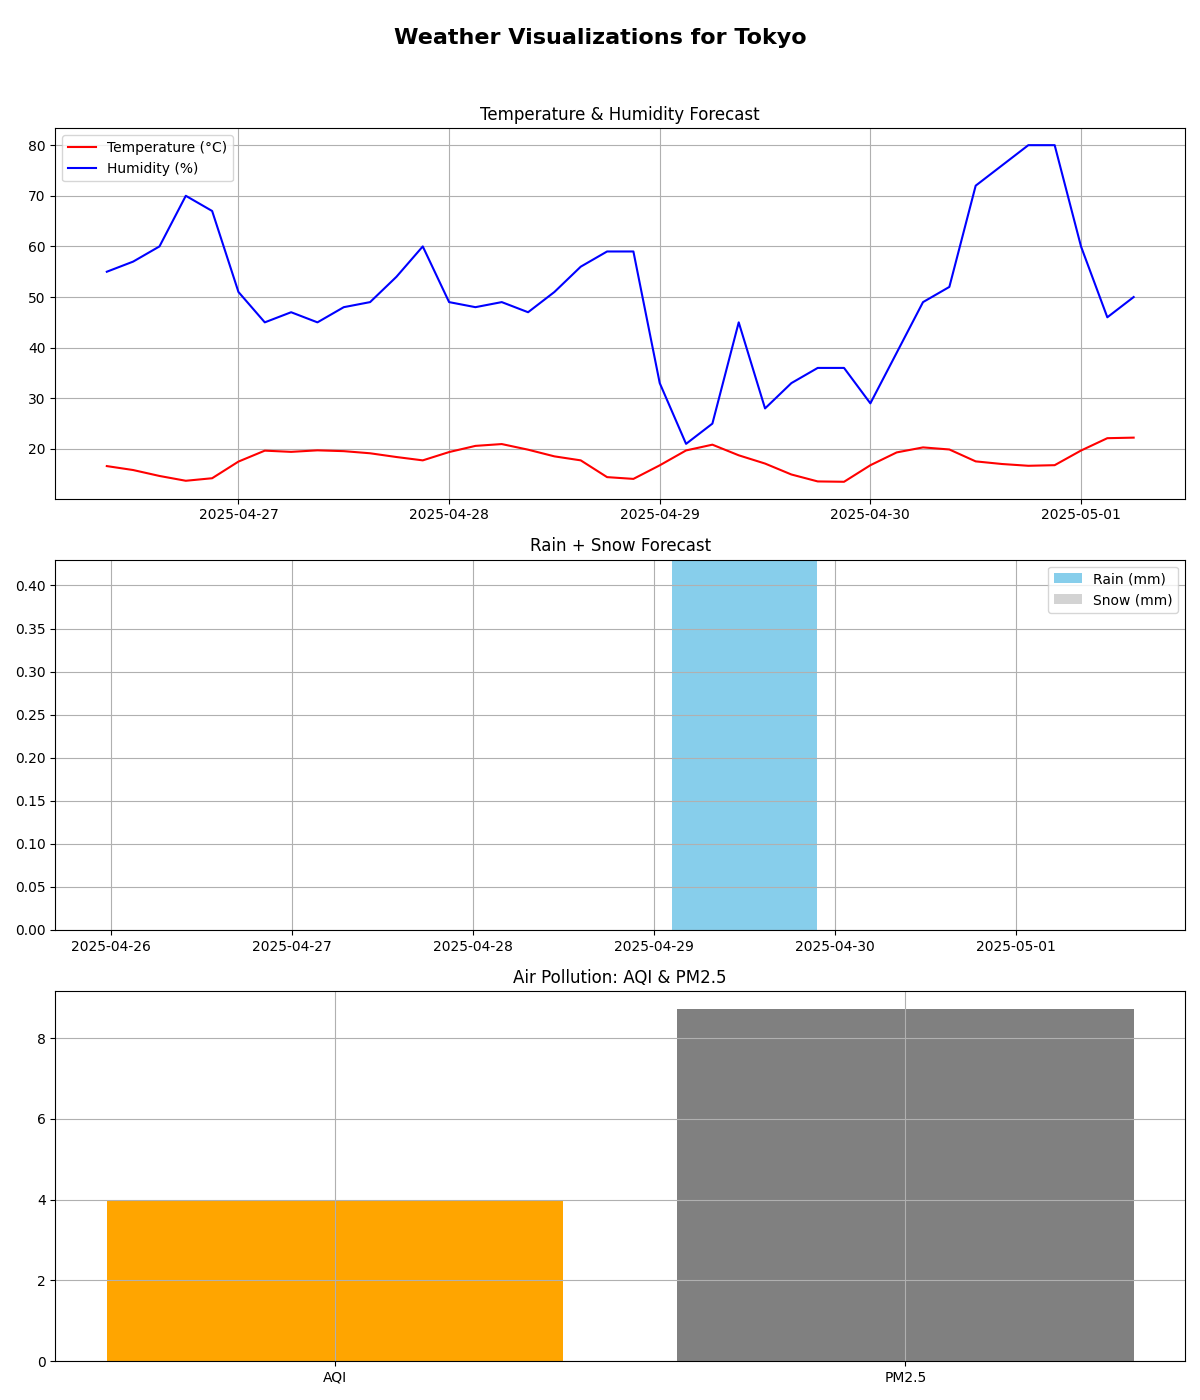 Weather Visualizations for Tokyo
Temperature & Humidity Forecast
Temperature (°C)
Humidity (%)
80
70
60
50
40
30
20
2025-04-27 2025-04-28 2025-04-29 2025-04-30 2025-05-01
Rain + Snow Forecast
Rain (mm)
Snow (mm)
0.40
0.35
0.30
0.25
0.20
0.15
0.10
0.05
0.00
2025-04-26 2025-04-27 2025-04-28 2025-04-29 2025-04-30 2025-05-01
Air Pollution: AQI & PM2.5
8
6
4
2
0
AQI PM2.5